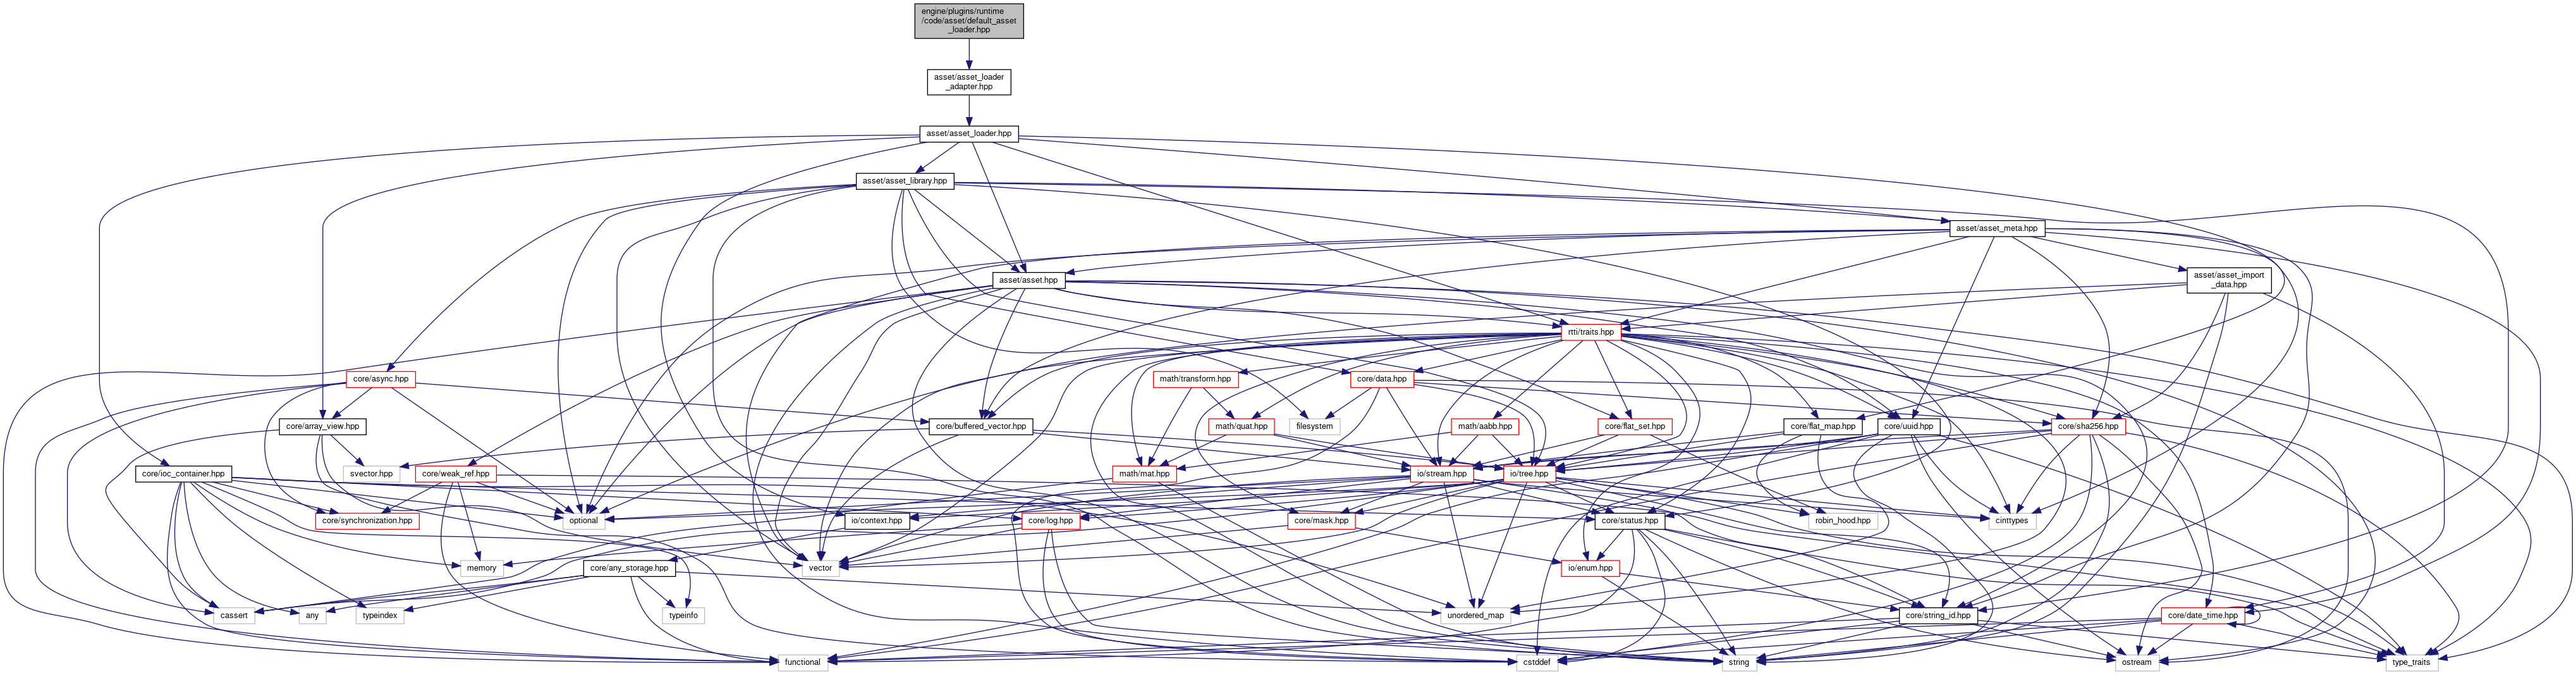 engine/plugins/runtime
/code/asset/default_asset
_loader.hpp
asset/asset_loader
_adapter.hpp
asset/asset_loader.hpp
asset/asset_library.hpp
asset/asset_meta.hpp
asset/asset.hpp
asset/asset_import
_data.hpp
rtti/traits.hpp
core/async.hpp
math/transform.hpp
core/data.hpp
core/array_view.hpp
core/buffered_vector.hpp
math/quat.hpp
filesystem
math/aabb.hpp
core/flat_set.hpp
core/flat_map.hpp
core/uuid.hpp
core/sha256.hpp
core/ioc_container.hpp
svector.hpp
core/weak_ref.hpp
math/mat.hpp
io/stream.hpp
io/tree.hpp
core/synchronization.hpp
optional
io/context.hpp
core/log.hpp
core/mask.hpp
core/status.hpp
robin_hood.hpp
cinttypes
memory
core/any_storage.hpp
vector
io/enum.hpp
cassert
any
typeindex
typeinfo
unordered_map
core/string_id.hpp
core/date_time.hpp
functional
cstddef
string
ostream
type_traits